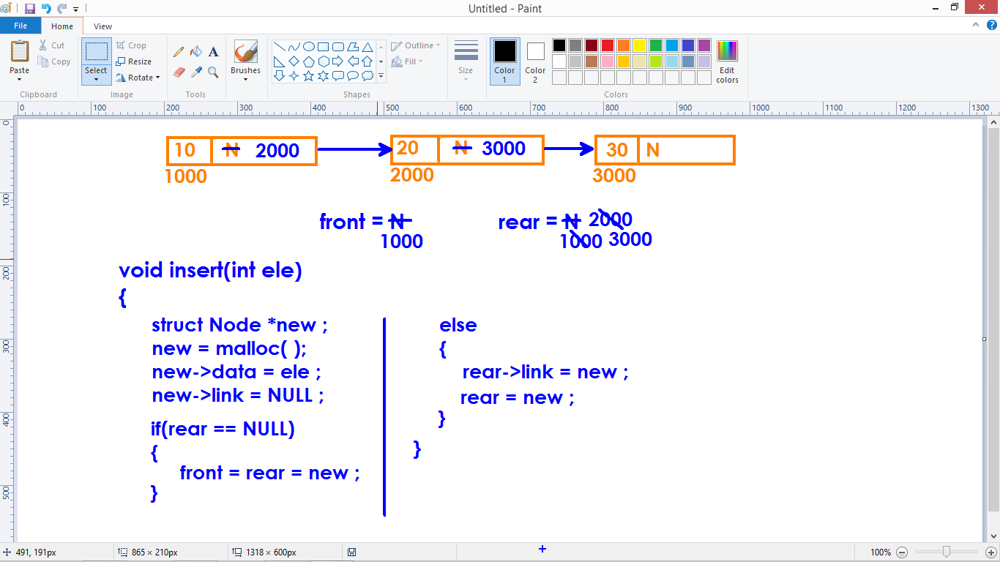 Untitled - Paint
File Home View
Paste Cut Copy Clipboard
Select Crop Resize Rotate Image
A Tools
Brushes
Shapes Outline Fill
Size
Color 1 Color 2 Edit colors Colors
0 100 200 300 400 500 600 700 800 900 1000 1100 1200 1300
0
100
200
300
400
500
10 N 2000 20 N 3000 30 N
1000 2000 3000
front = N rear = N 2000
1000 1000 3000
void insert(int ele)
{
struct Node *new ;
new = malloc( );
new->data = ele ;
new->link = NULL ;
if(rear == NULL)
{
front = rear = new ;
}
else
{
rear->link = new ;
rear = new ;
}
}
491, 191px 865 × 210px 1318 × 600px 100%